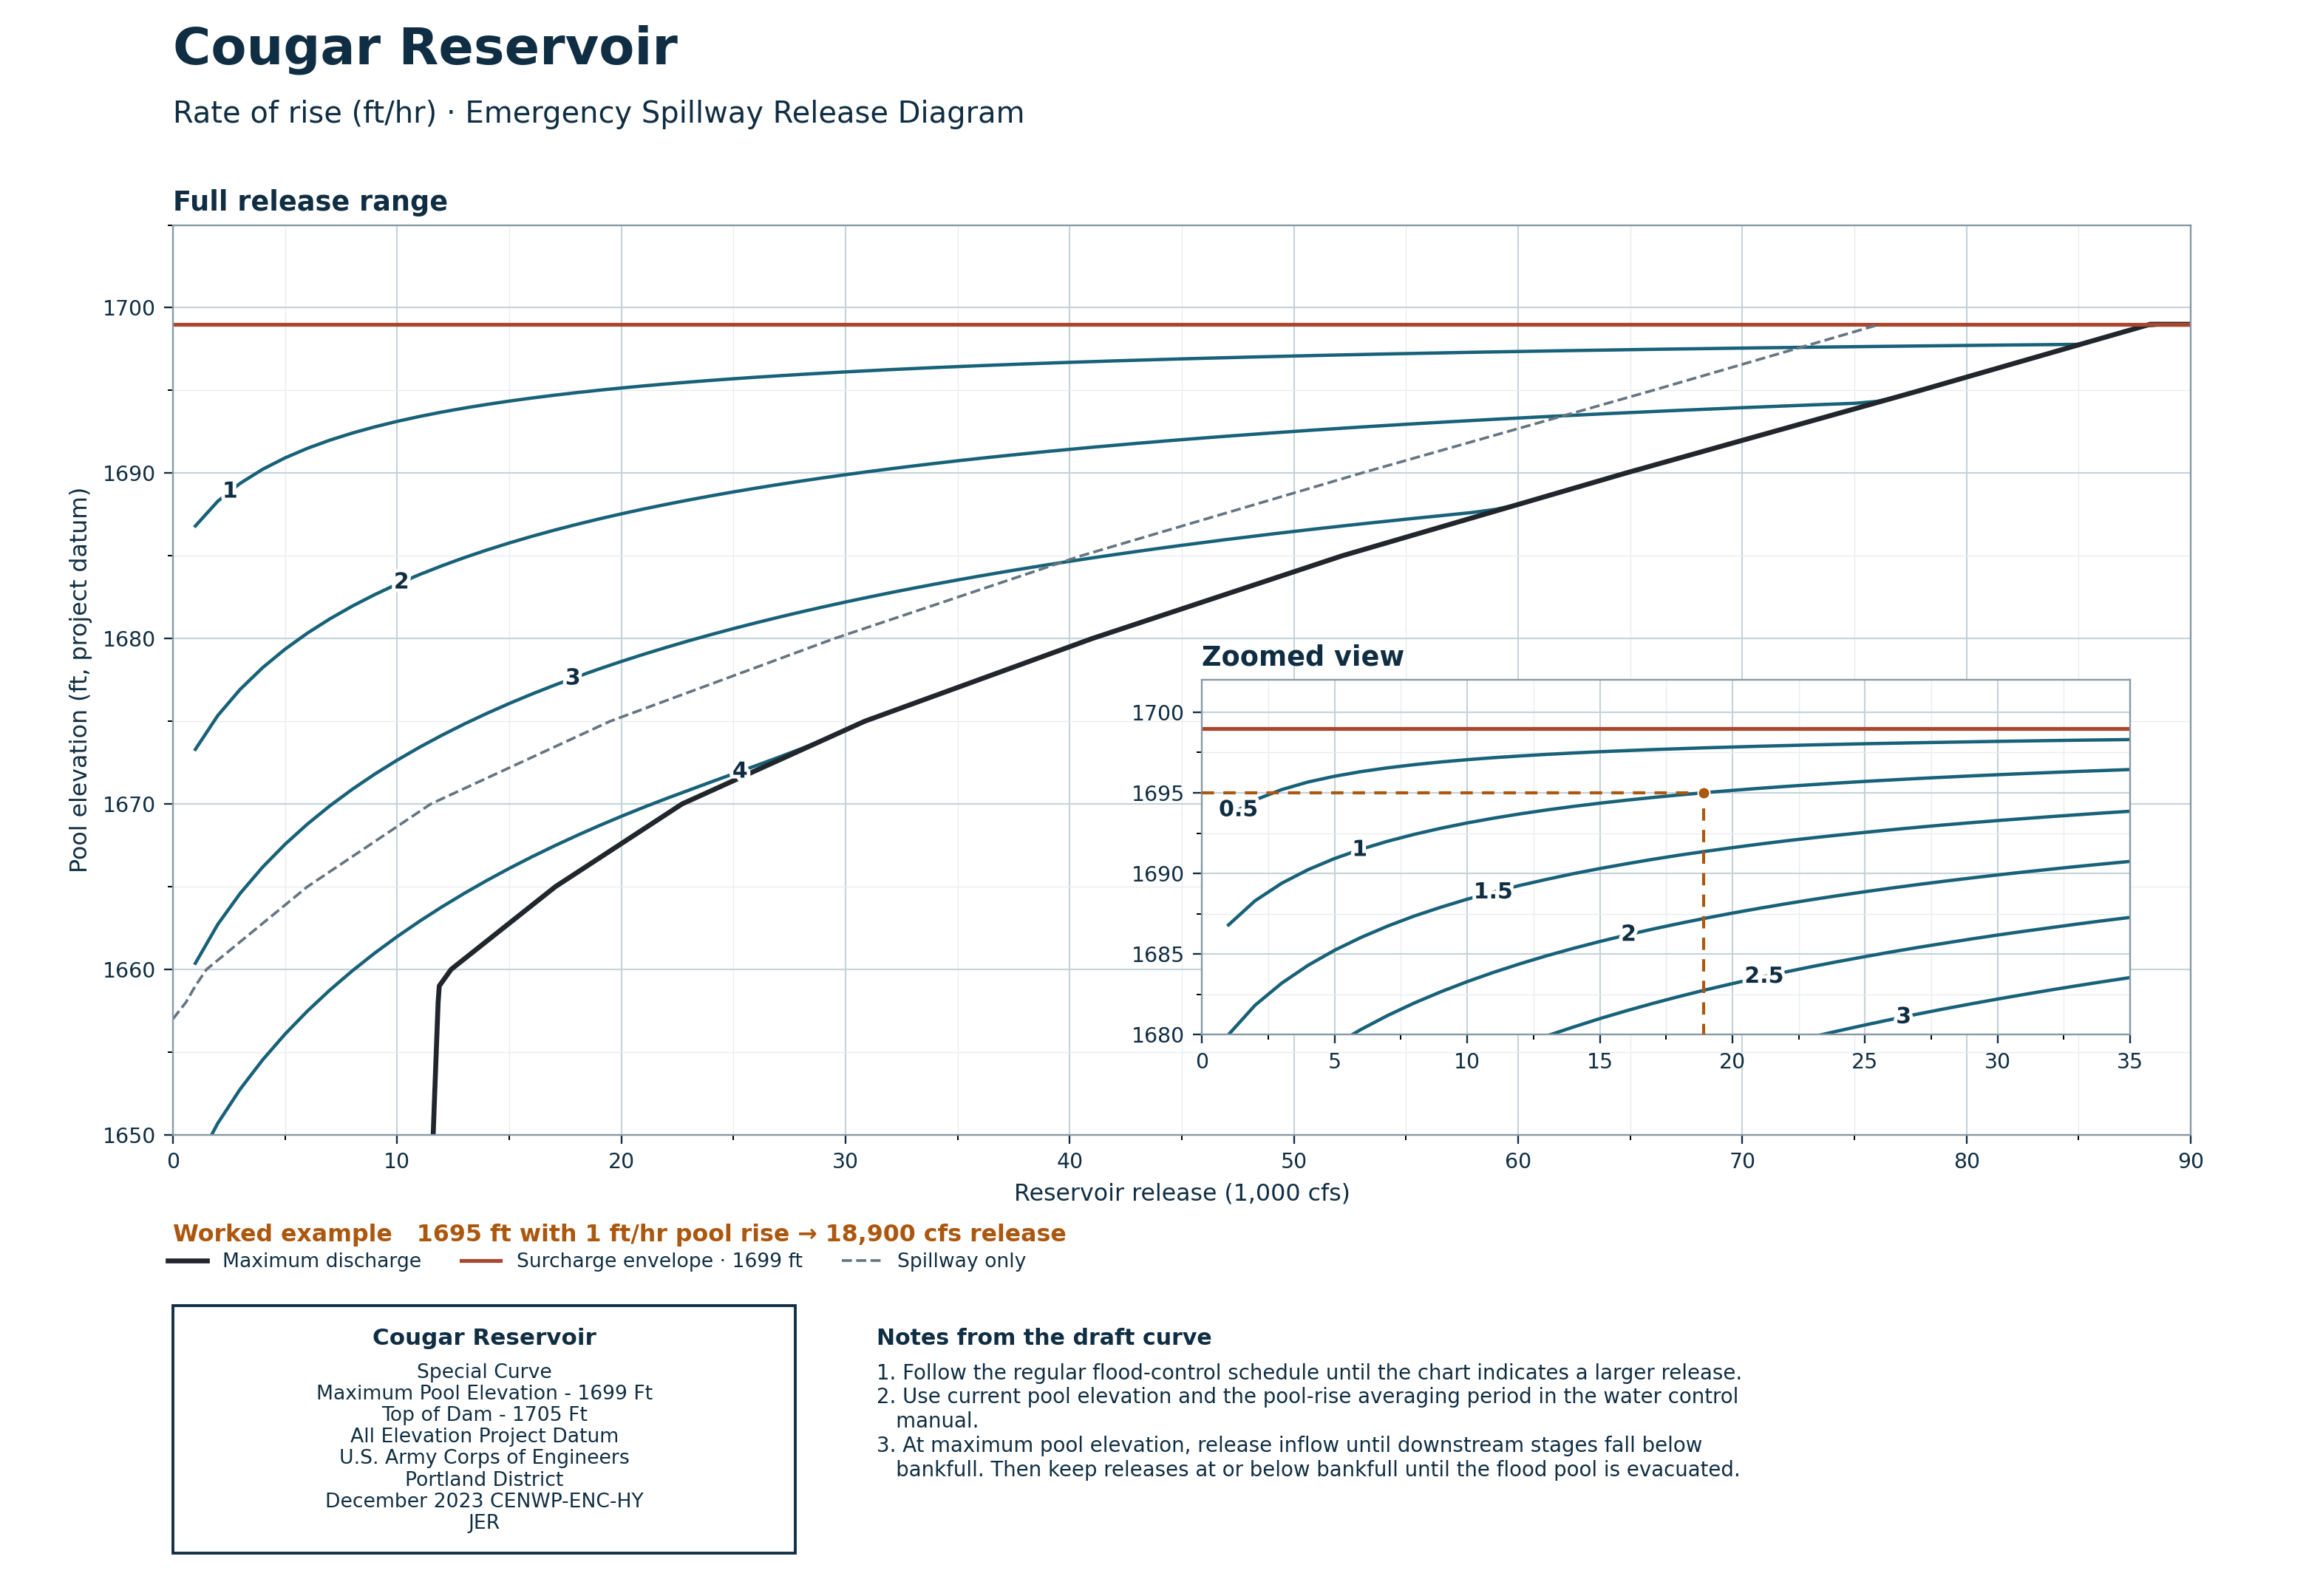 Cougar Reservoir
Rate of rise (ft/hr) · Emergency Spillway Release Diagram
Full release range
1700
1690
1680
1670
1660
1650
Pool elevation (ft, project datum)
1
2
3
4
0 10 20 30 40 50 60 70 80 90
Reservoir release (1,000 cfs)
Zoomed view
1700
1695
1690
1685
1680
0.5
1
1.5
2
2.5
3
0 5 10 15 20 25 30 35
Worked example 1695 ft with 1 ft/hr pool rise → 18,900 cfs release
Maximum discharge Surcharge envelope · 1699 ft Spillway only
Cougar Reservoir
Special Curve
Maximum Pool Elevation - 1699 Ft
Top of Dam - 1705 Ft
All Elevation Project Datum
U.S. Army Corps of Engineers
Portland District
December 2023 CENWP-ENC-HY
JER
Notes from the draft curve
1. Follow the regular flood-control schedule until the chart indicates a larger release.
2. Use current pool elevation and the pool-rise averaging period in the water control
manual.
3. At maximum pool elevation, release inflow until downstream stages fall below
bankfull. Then keep releases at or below bankfull until the flood pool is evacuated.